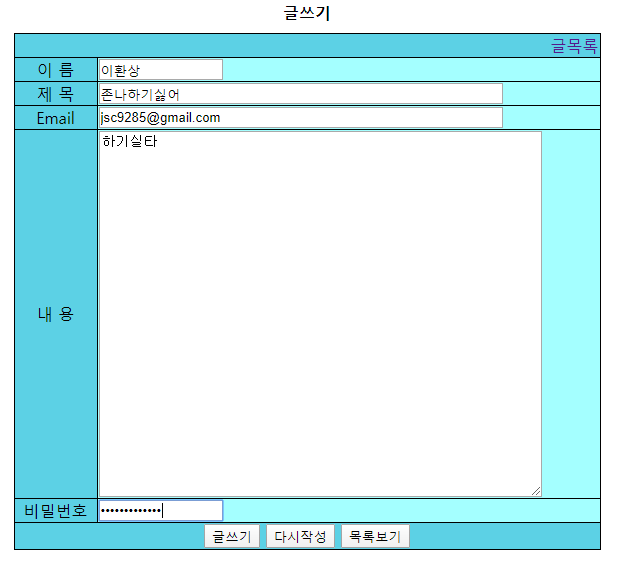 글쓰기
글목록
이 름 이환상
제 목 존나하기싫어
Email jsc9285@gmail.com
내 용 하기실타
비밀번호 •••••••••••••
글쓰기 다시작성 목록보기